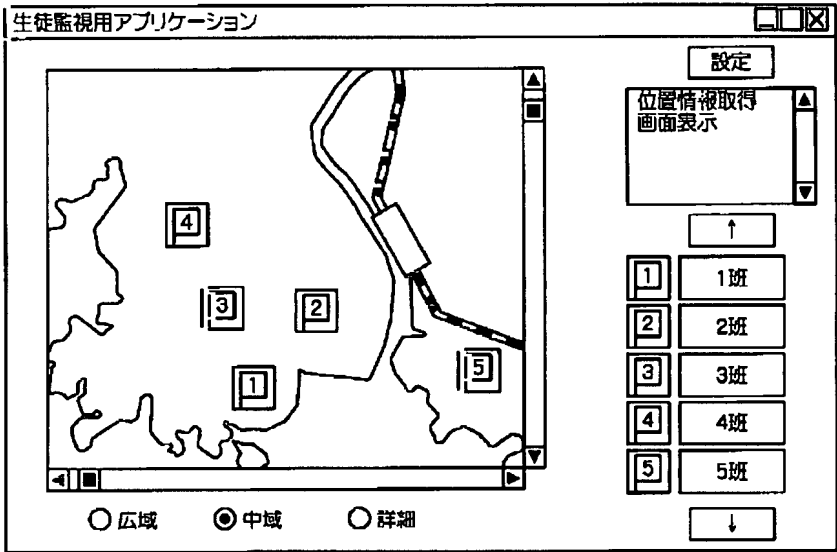 生徒監視用アプリケーション
設定
位置情報取得
画面表示
↑
4
3
2
1
5
1 1班
2 2班
3 3班
4 4班
5 5班
↓
広域 中域 詳細